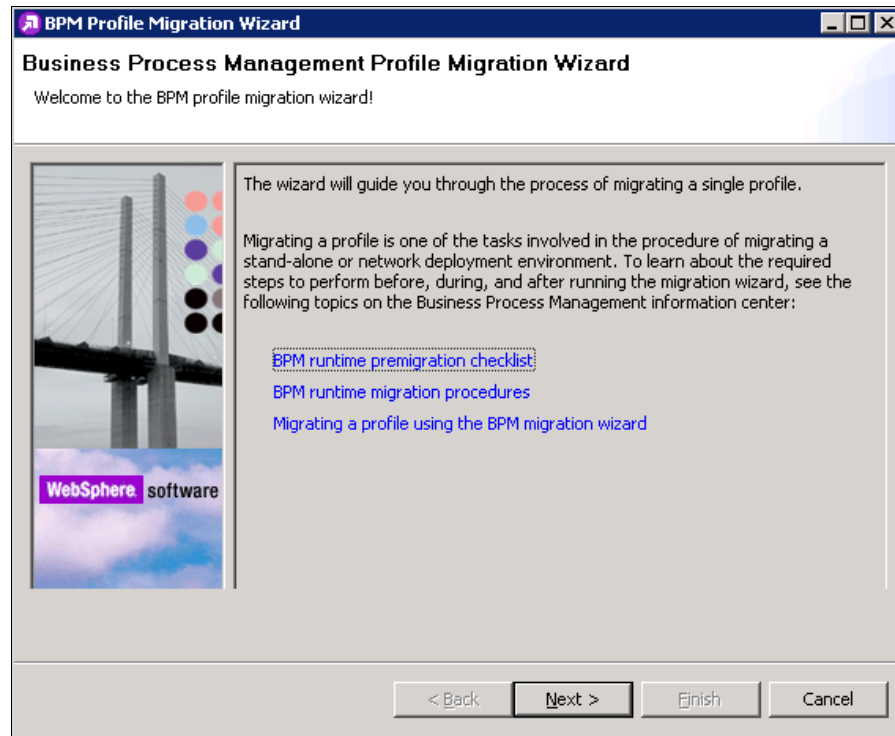 BPM Profile Migration Wizard
Business Process Management Profile Migration Wizard
Welcome to the BPM profile migration wizard!
The wizard will guide you through the process of migrating a single profile.
Migrating a profile is one of the tasks involved in the procedure of migrating a
stand-alone or network deployment environment. To learn about the required
steps to perform before, during, and after running the migration wizard, see the
following topics on the Business Process Management information center:
BPM runtime premigration checklist
BPM runtime migration procedures
Migrating a profile using the BPM migration wizard
WebSphere. software
< Back
Next >
Finish
Cancel